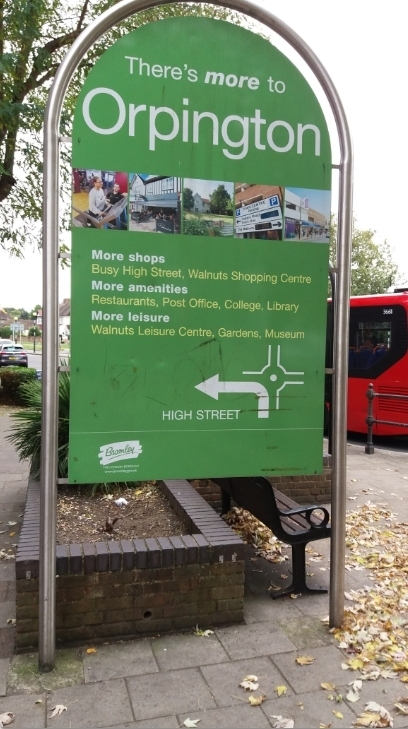 There's more to
Orpington
More shops
Busy High Street, Walnuts Shopping Centre
More amenities
Restaurants, Post Office, College, Library
More leisure
Walnuts Leisure Centre, Gardens, Museum
HIGH STREET
Bromley